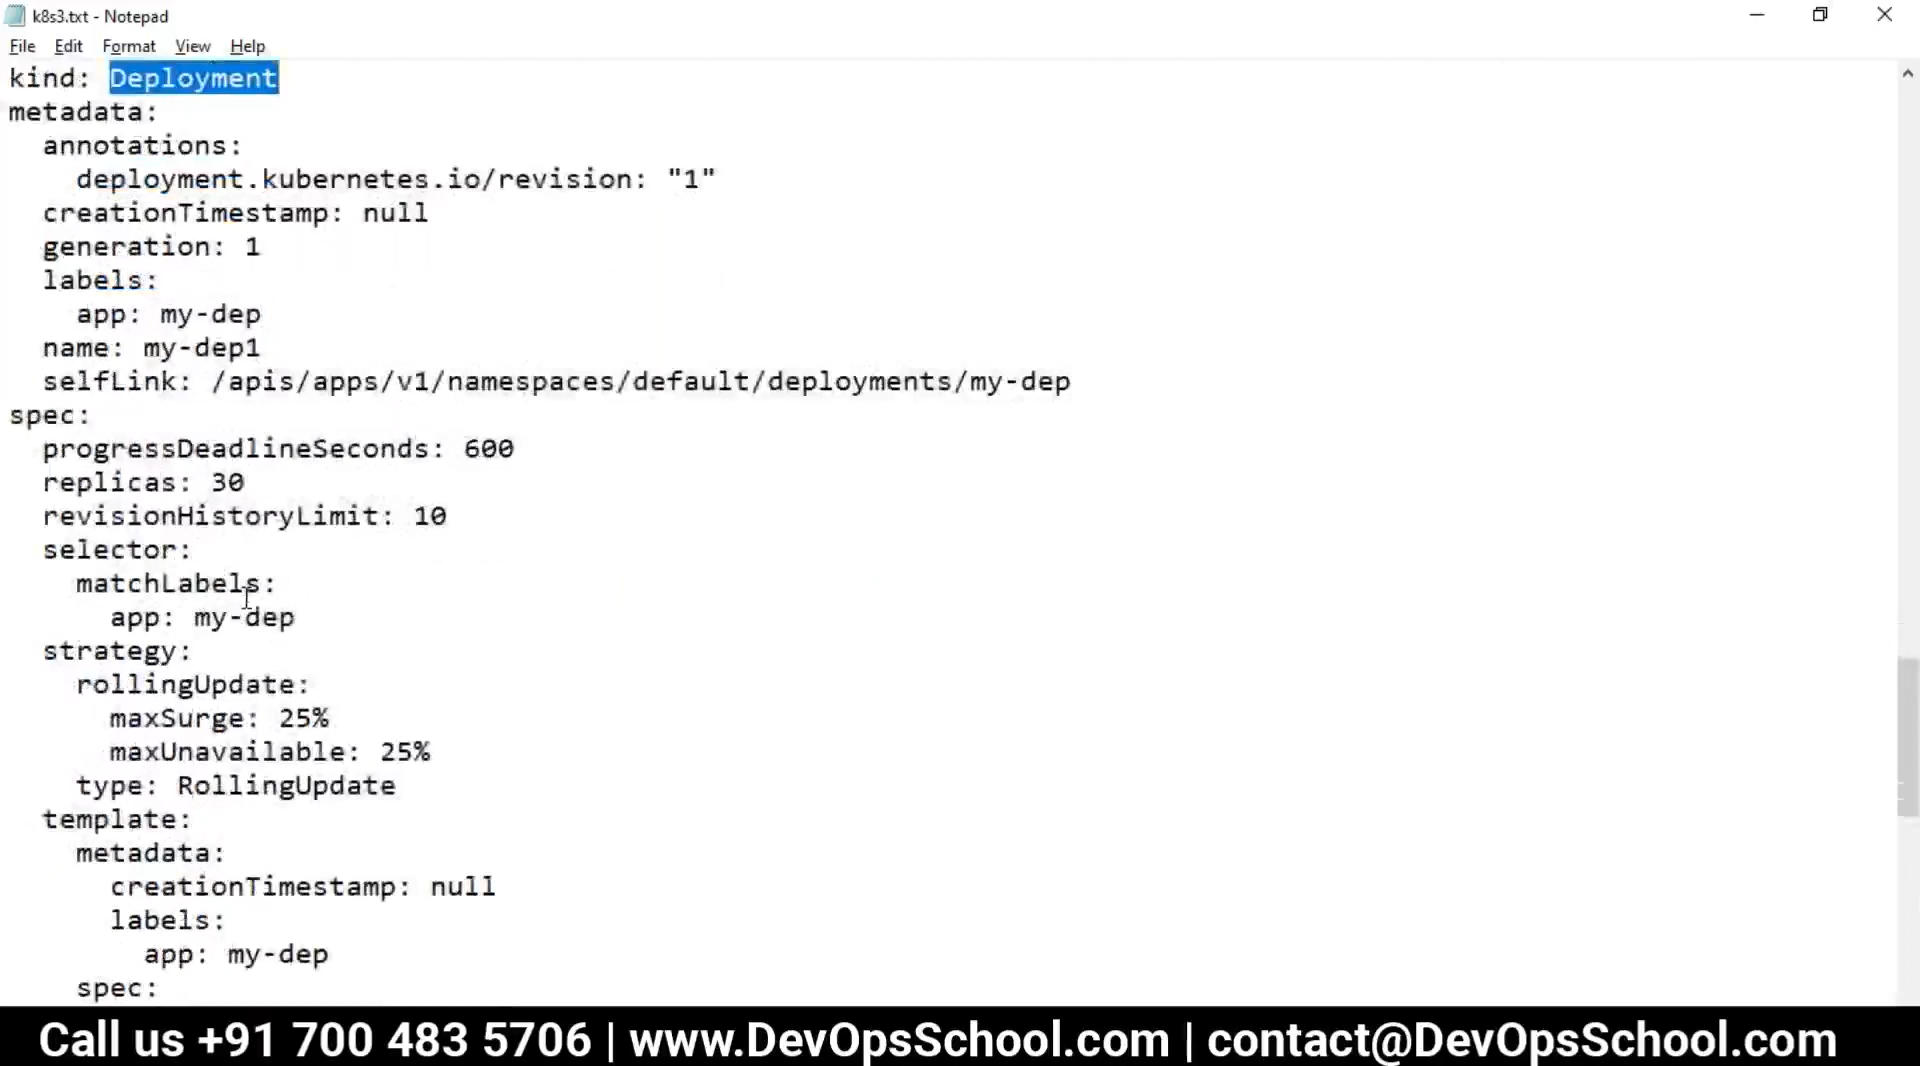 k8s3.txt - Notepad
File Edit Format View Help
kind: Deployment
metadata:
  annotations:
    deployment.kubernetes.io/revision: "1"
  creationTimestamp: null
  generation: 1
  labels:
    app: my-dep
  name: my-dep1
  selfLink: /apis/apps/v1/namespaces/default/deployments/my-dep
spec:
  progressDeadlineSeconds: 600
  replicas: 30
  revisionHistoryLimit: 10
  selector:
    matchLabels:
      app: my-dep
  strategy:
    rollingUpdate:
      maxSurge: 25%
      maxUnavailable: 25%
    type: RollingUpdate
  template:
    metadata:
      creationTimestamp: null
      labels:
        app: my-dep
    spec:
Call us +91 700 483 5706 | www.DevOpsSchool.com | contact@DevOpsSchool.com